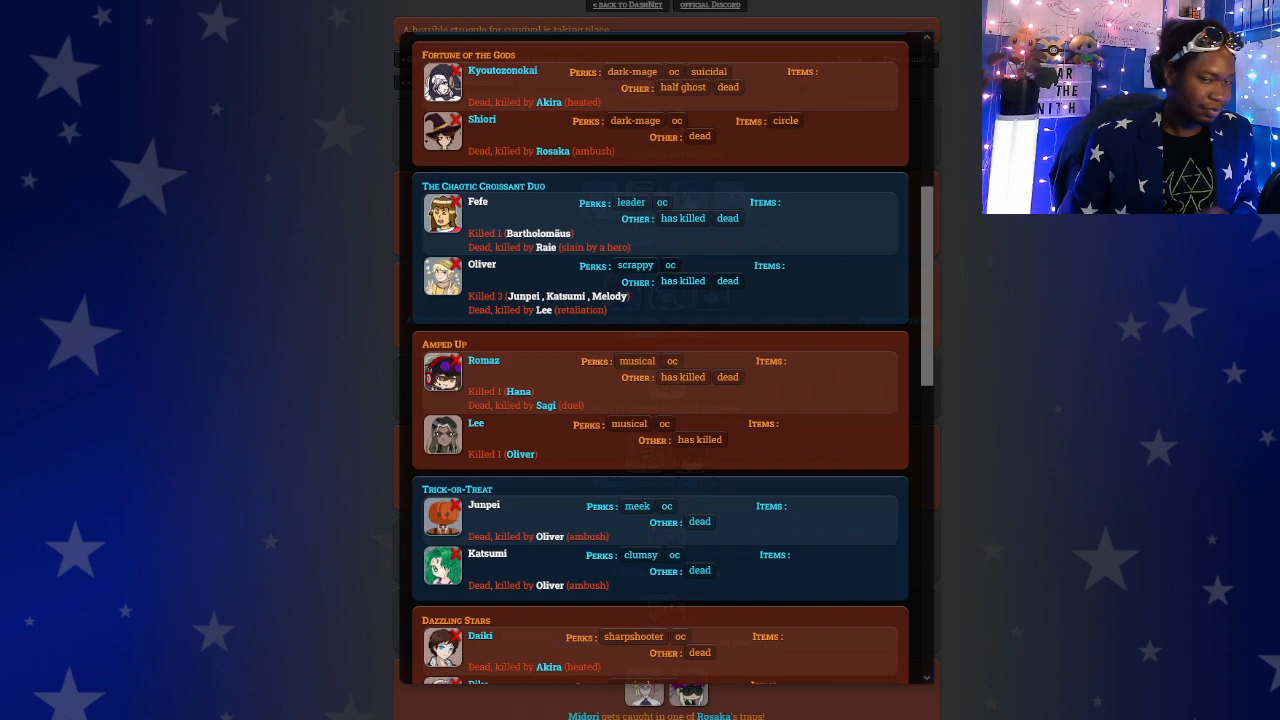 < BACK TO DASHNET OFFICIAL DISCORD
A horrible struggle for survival is taking place
FORTUNE OF THE GODS
Kyoutozonokai PERKS : dark-mage oc suicidal ITEMS :
OTHER : half ghost dead
Dead, killed by Akira (heated)
Shiori PERKS : dark-mage oc ITEMS : circle
OTHER : dead
Dead, killed by Rosaka (ambush)
THE CHAOTIC CROISSANT DUO
Fefe PERKS : leader oc ITEMS :
OTHER : has killed dead
Killed 1 (Bartholomäus)
Dead, killed by Raie (slain by a hero)
Oliver PERKS : scrappy oc ITEMS :
OTHER : has killed dead
Killed 3 (Junpei , Katsumi , Melody)
Dead, killed by Lee (retaliation)
AMPED UP
Romaz PERKS : musical oc ITEMS :
OTHER : has killed dead
Killed 1 (Hana)
Dead, killed by Sagi (duel)
Lee PERKS : musical oc ITEMS :
OTHER : has killed
Killed 1 (Oliver)
TRICK-OR-TREAT
Junpei PERKS : meek oc ITEMS :
OTHER : dead
Dead, killed by Oliver (ambush)
Katsumi PERKS : clumsy oc ITEMS :
OTHER : dead
Dead, killed by Oliver (ambush)
DAZZLING STARS
Daiki PERKS : sharpshooter oc ITEMS :
OTHER : dead
Dead, killed by Akira (heated)
Midori gets caught in one of Rosaka's traps!